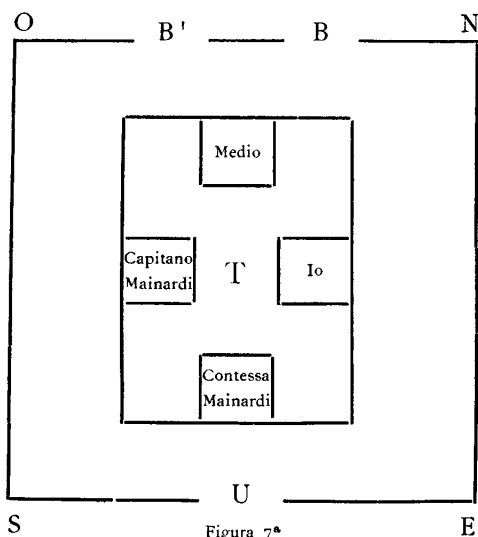 O B' B N
Medio
Capitano
Mainardi
T
Io
Contessa
Mainardi
U
S E
Figura 7ª